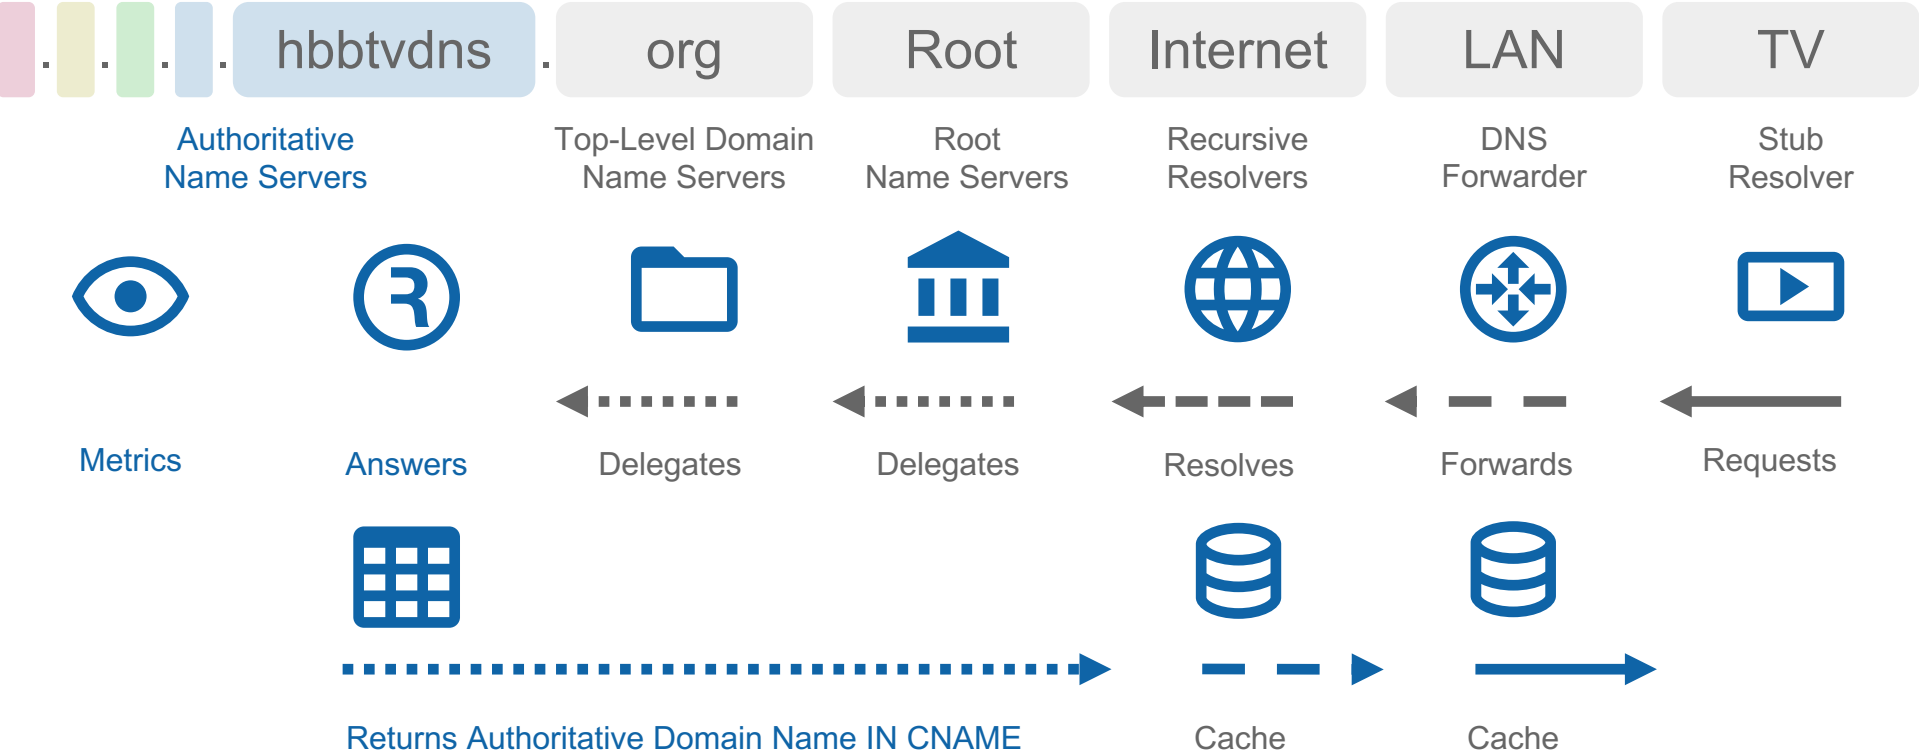 . . . . hbbtvdns . org Root Internet LAN TV
Authoritative
Name Servers
Top-Level Domain
Name Servers
Root
Name Servers
Recursive
Resolvers
DNS
Forwarder
Stub
Resolver
Metrics
Answers
Delegates
Delegates
Resolves
Forwards
Requests
Returns Authoritative Domain Name IN CNAME
Cache
Cache